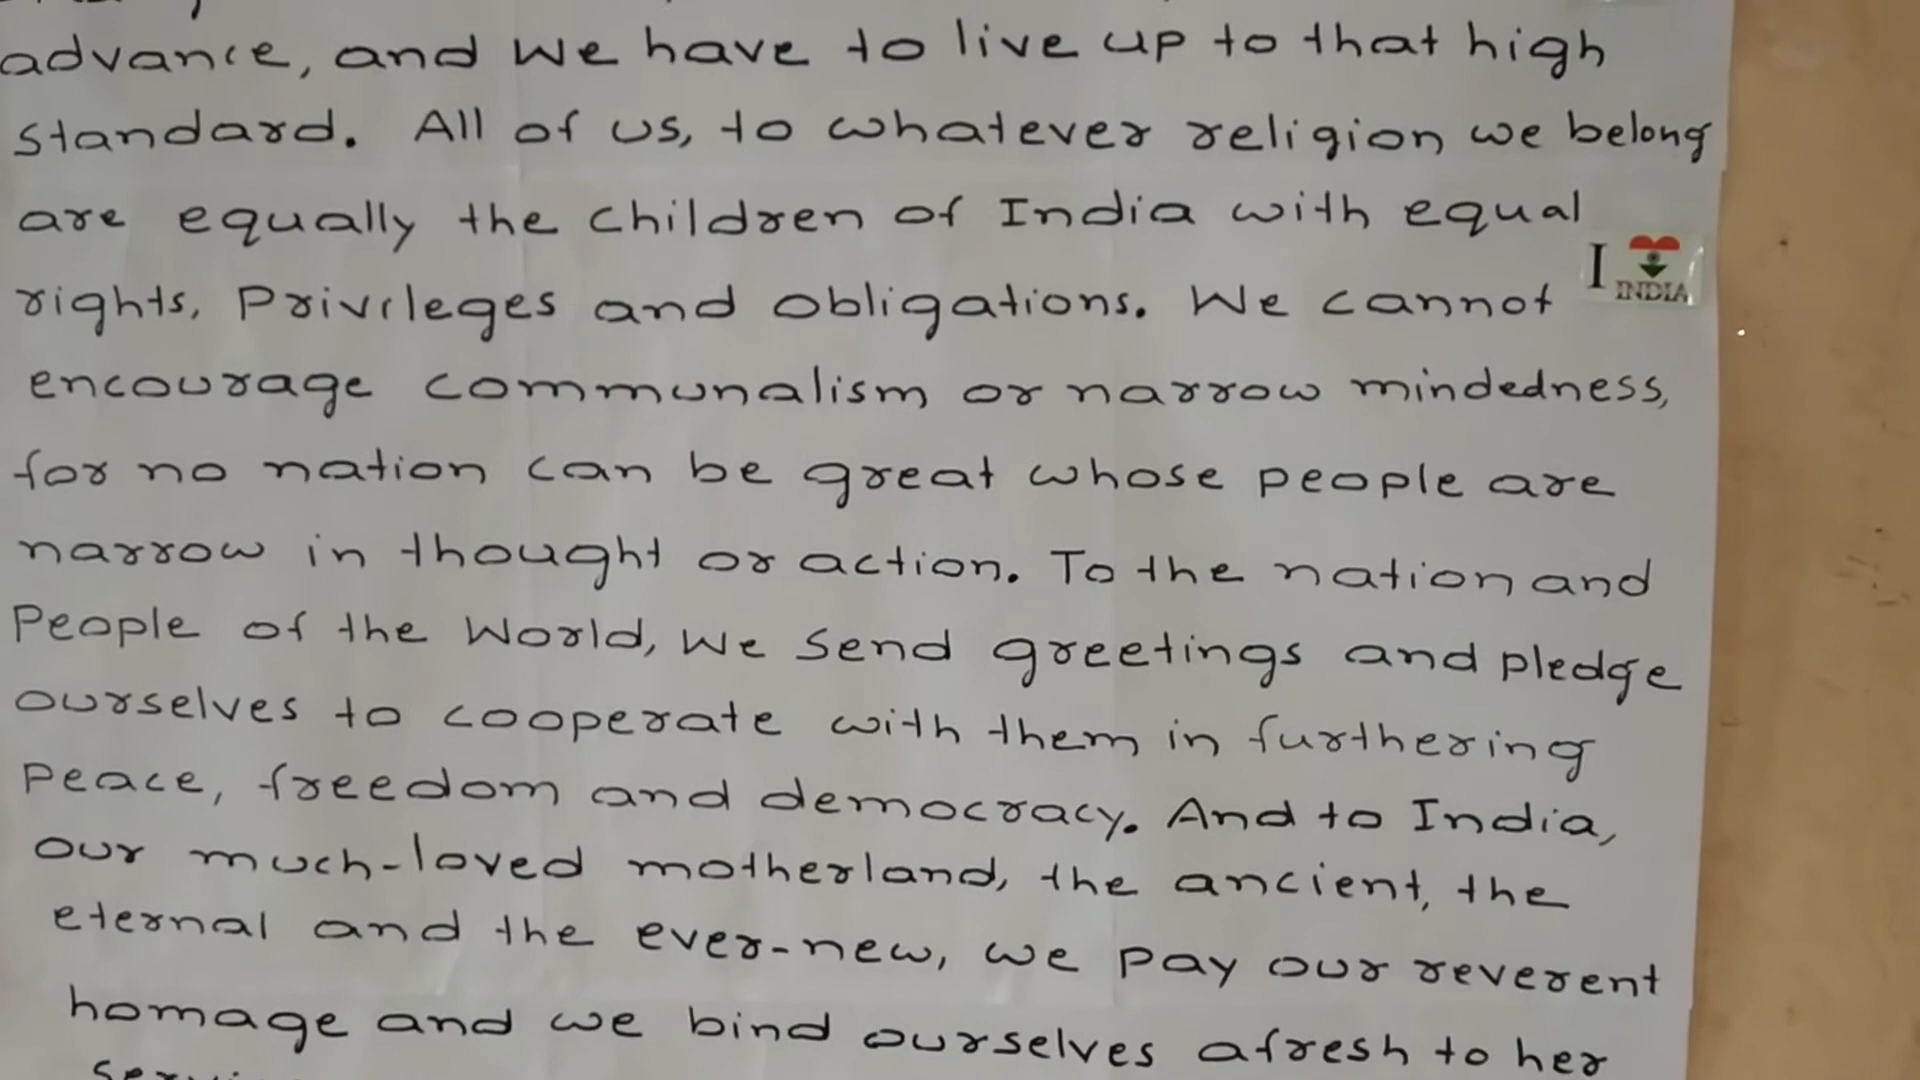 advance, and we have to live up to that high
standard. All of us, to whatever religion we belong
are equally the children of India with equal
I
INDIA
rights, Privileges and obligations. We cannot
encourage communalism or narrow mindedness,
for no nation can be great whose people are
narrow in thought or action. To the nation and
People of the World, We Send greetings and pledge
ourselves to cooperate with them in furthering
Peace, freedom and democracy. And to India,
our much-loved motherland, the ancient, the
eternal and the ever-new, we pay our reverent
homage and we bind ourselves afresh to her